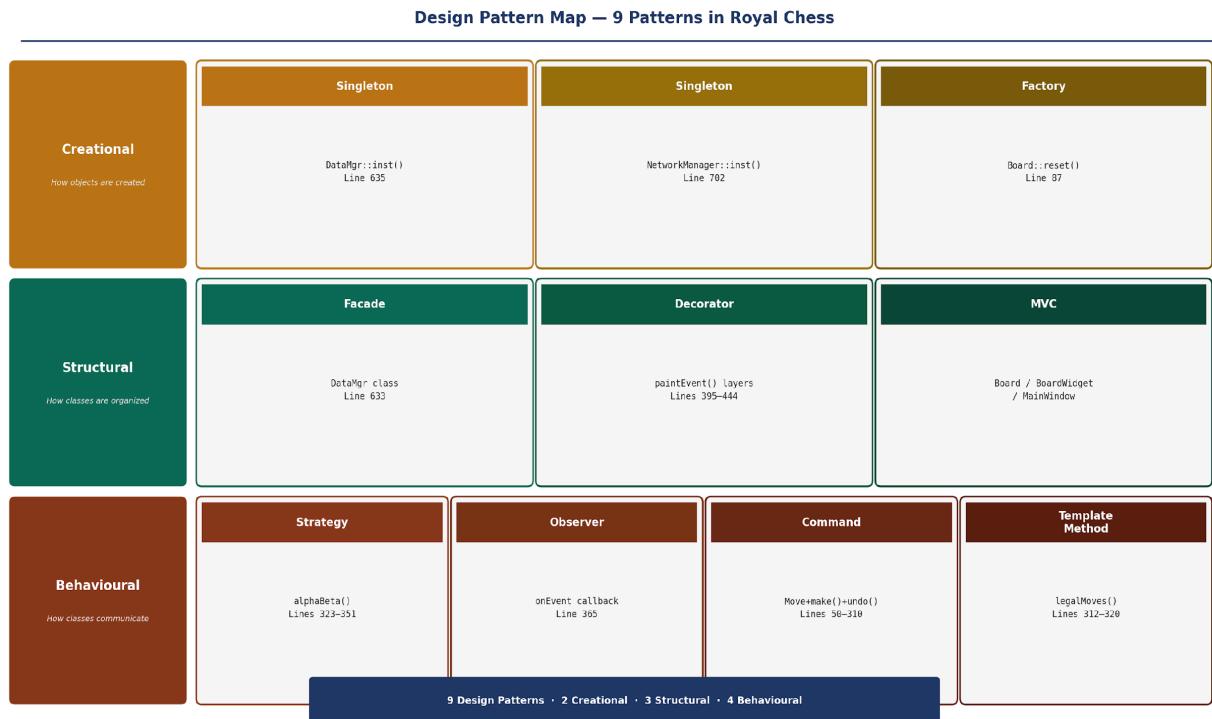 Design Pattern Map — 9 Patterns in Royal Chess
Creational
How objects are created
Singleton
DataMgr::inst()
Line 635
Singleton
NetworkManager::inst()
Line 702
Factory
Board::reset()
Line 87
Structural
How classes are organized
Facade
DataMgr class
Line 633
Decorator
paintEvent() layers
Lines 395–444
MVC
Board / BoardWidget
/ MainWindow
Behavioural
How classes communicate
Strategy
alphaBeta()
Lines 323–351
Observer
onEvent callback
Line 365
Command
Move+make()+undo()
Lines 50–310
Template
Method
legalMoves()
Lines 312–320
9 Design Patterns · 2 Creational · 3 Structural · 4 Behavioural